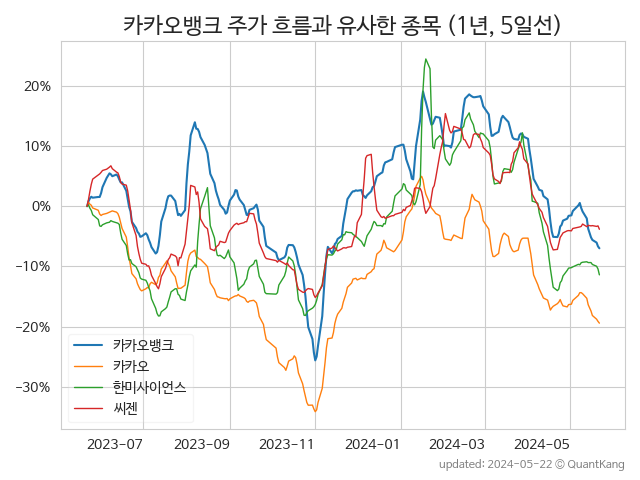 카카오뱅크 주가 흐름과 유사한 종목 (1년, 5일선)
20%
10%
0%
−10%
−20%
−30%
카카오뱅크
카카오
한미사이언스
씨젠
2023-07
2023-09
2023-11
2024-01
2024-03
2024-05
updated: 2024-05-22 © QuantKang